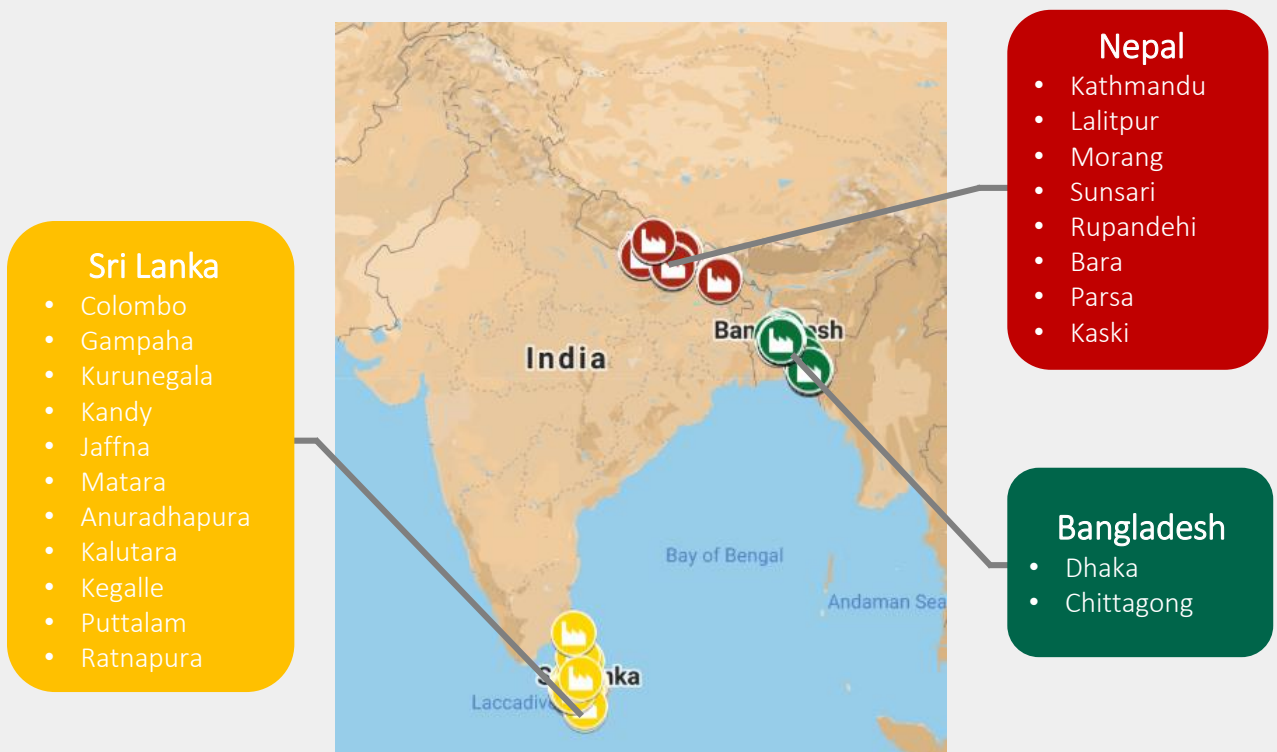 Nepal
• Kathmandu
• Lalitpur
• Morang
• Sunsari
• Rupandehi
• Bara
• Parsa
• Kaski
Sri Lanka
• Colombo
• Gampaha
• Kurunegala
• Kandy
• Jaffna
• Matara
• Anuradhapura
• Kalutara
• Kegalle
• Puttalam
• Ratnapura
India
Bay of Bengal
Andaman Sea
Bangladesh
• Dhaka
• Chittagong